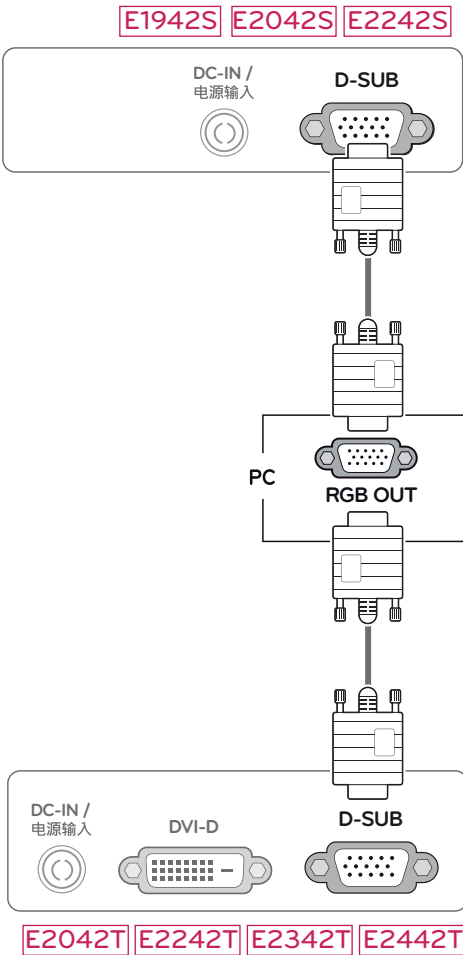 E1942S E2042S E2242S
DC-IN /
电源输入
D-SUB
PC
RGB OUT
DC-IN /
电源输入
DVI-D
D-SUB
E2042T E2242T E2342T E2442T